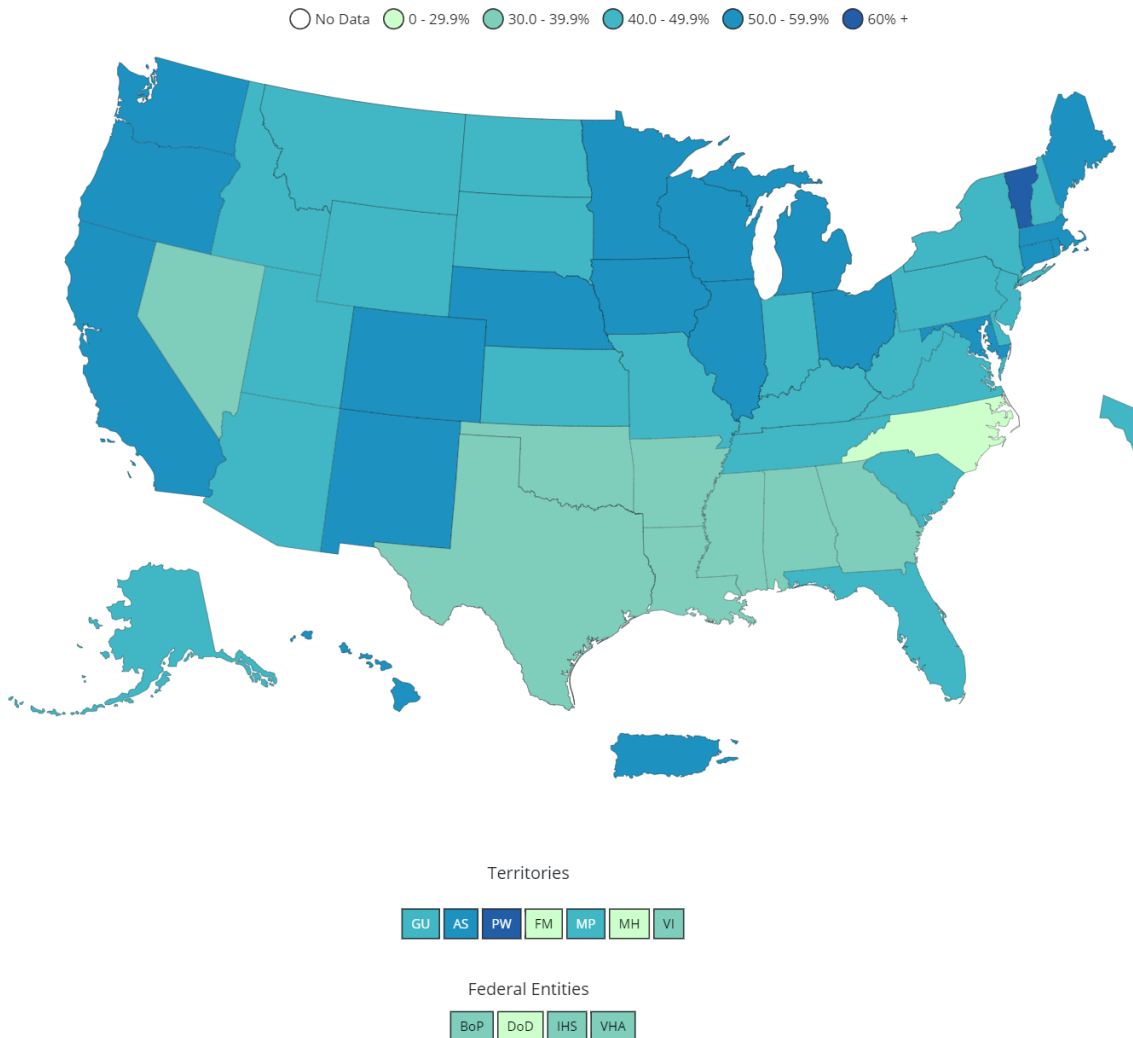 No Data 0 - 29.9% 30.0 - 39.9% 40.0 - 49.9% 50.0 - 59.9% 60% +
Territories
GU AS PW FM MP MH VI
Federal Entities
BoP DoD IHS VHA